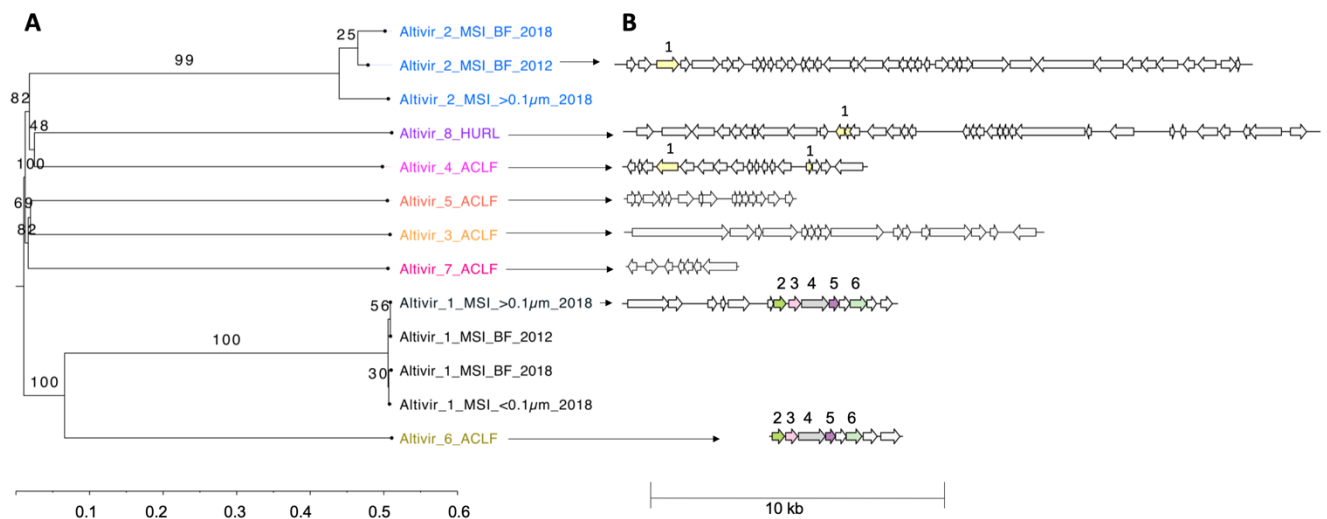 A
B
25
Altivir_2_MSI_BF_2018
99
1
Altivir_2_MSI_BF_2012
82
Altivir_2_MSI_>0.1µm_2018
48
Altivir_8_HURL
1
100
Altivir_4_ACLF
1
1
69
Altivir_5_ACLF
82
Altivir_3_ACLF
Altivir_7_ACLF
2 3 4 5 6
56
Altivir_1_MSI_>0.1µm_2018
100
Altivir_1_MSI_BF_2012
30
Altivir_1_MSI_BF_2018
100
Altivir_1_MSI_<0.1µm_2018
2 3 4 5 6
Altivir_6_ACLF
0.1 0.2 0.3 0.4 0.5 0.6
10 kb